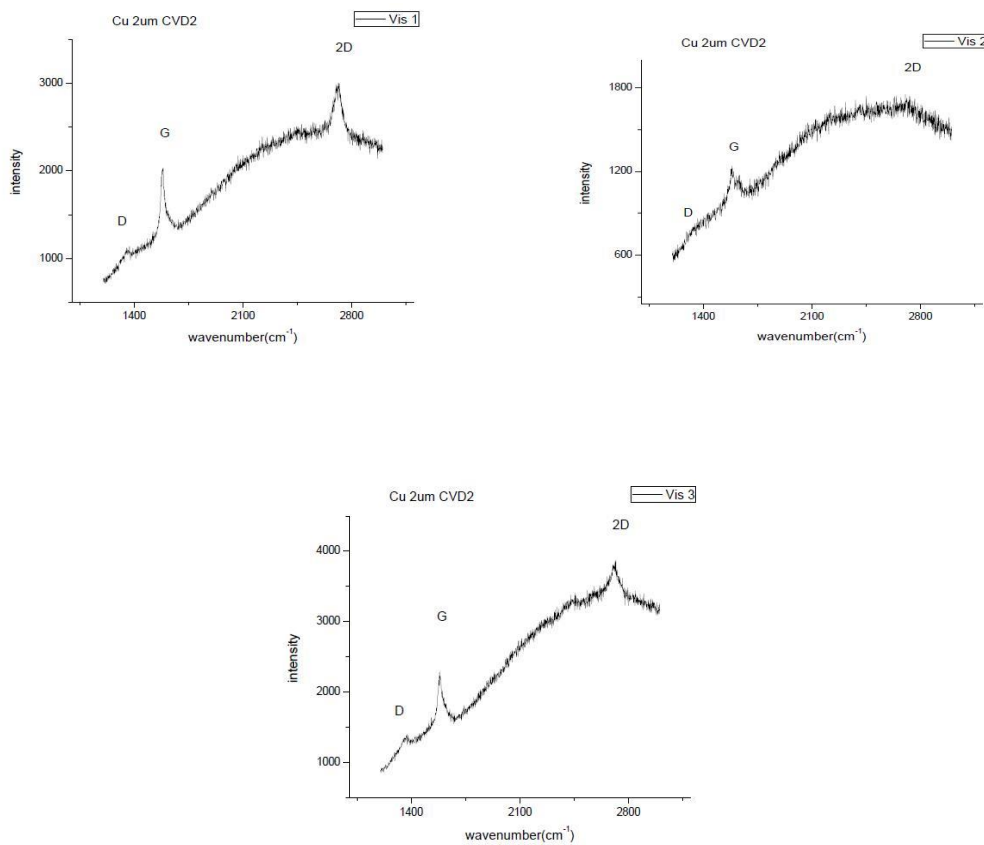 Cu 2um CVD2
Vis 1
2D
3000
G
2000
D
1000
intensity
1400
2100
2800
wavenumber(cm-1)
Cu 2um CVD2
Vis 2
2D
1800
G
1200
D
600
intensity
1400
2100
2800
wavenumber(cm-1)
Cu 2um CVD2
Vis 3
2D
4000
G
3000
2000
D
1000
intensity
1400
2100
2800
wavenumber(cm-1)